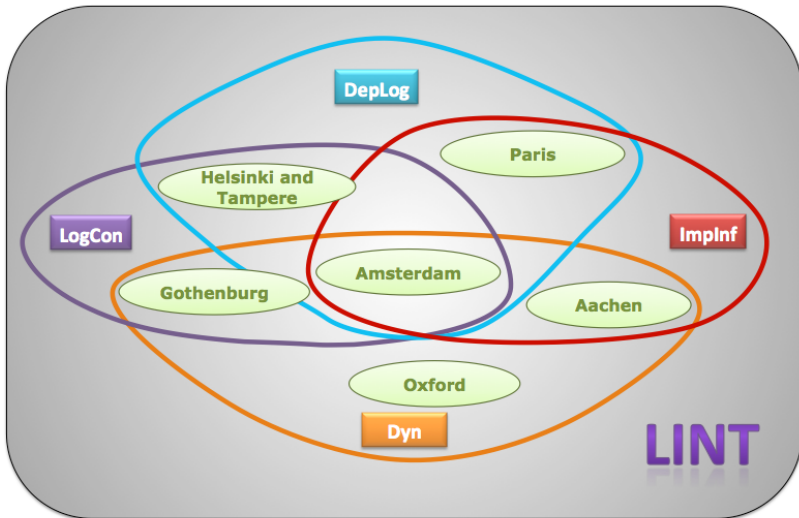 DepLog
Paris
Helsinki and
Tampere
LogCon
ImpInf
Amsterdam
Gothenburg
Aachen
Oxford
Dyn
LINT